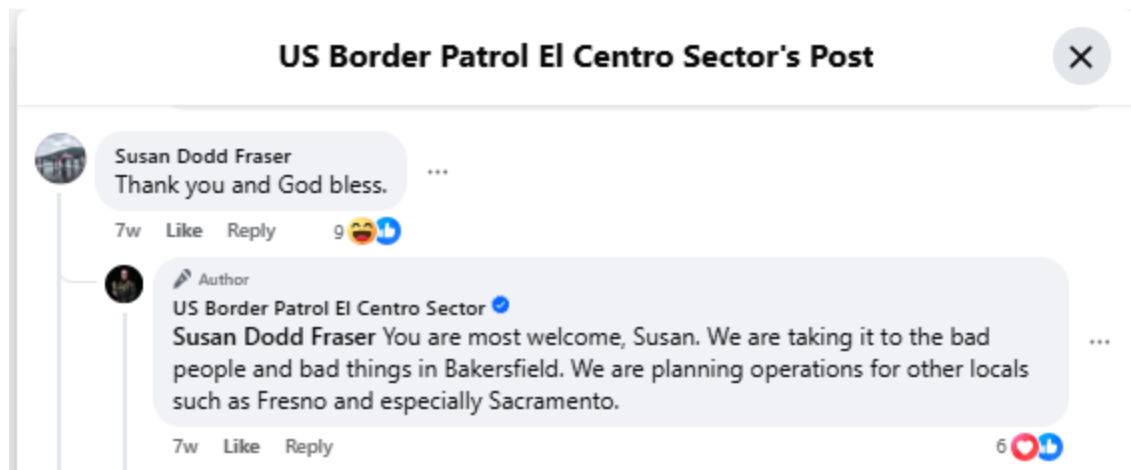 US Border Patrol El Centro Sector's Post
Susan Dodd Fraser
Thank you and God bless.
7w Like Reply 9
Author
US Border Patrol El Centro Sector
Susan Dodd Fraser You are most welcome, Susan. We are taking it to the bad
people and bad things in Bakersfield. We are planning operations for other locals
such as Fresno and especially Sacramento.
7w Like Reply 6